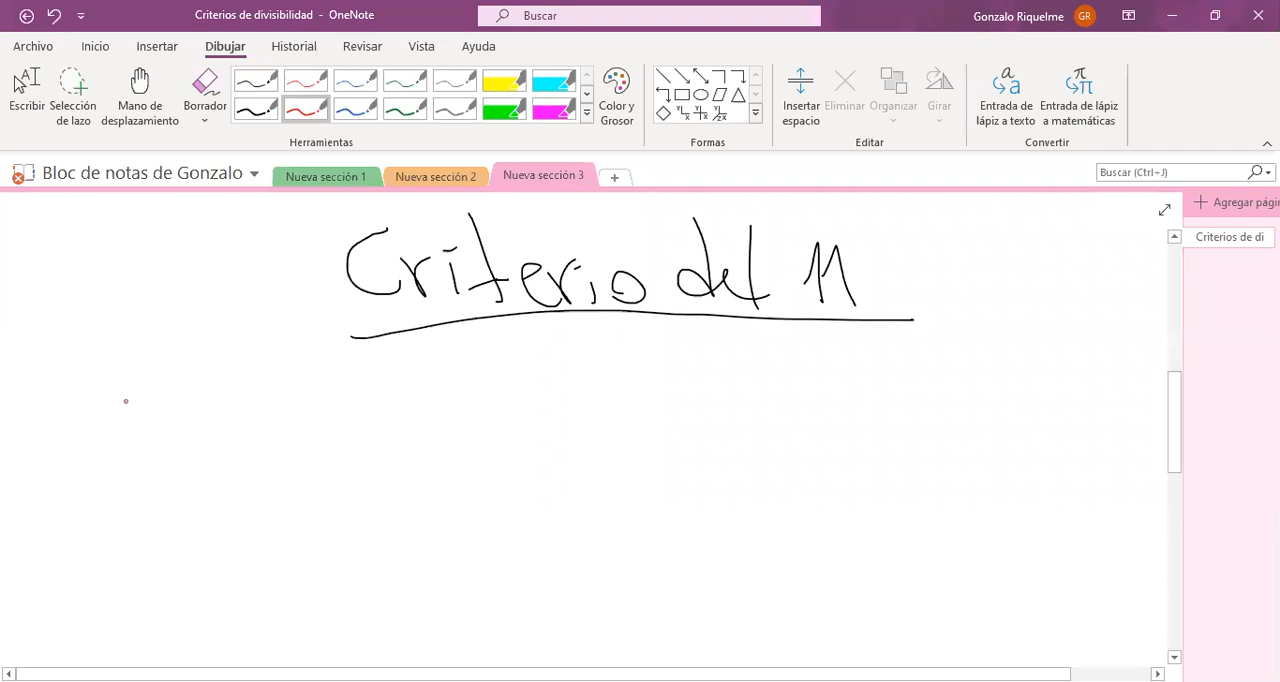 Criterios de divisibilidad - OneNote
Buscar
Gonzalo Riquelme GR
Archivo Inicio Insertar Dibujar Historial Revisar Vista Ayuda
Escribir Selección de lazo Mano de desplazamiento Borrador Color y Grosor Insertar espacio Eliminar Organizar Girar Entrada de lápiz a texto Entrada de lápiz a matemáticas
Herramientas Formas Editar Convertir
Bloc de notas de Gonzalo Nueva sección 1 Nueva sección 2 Nueva sección 3 Buscar (Ctrl+J)
Agregar págin
Criterios de di
Criterio del 11